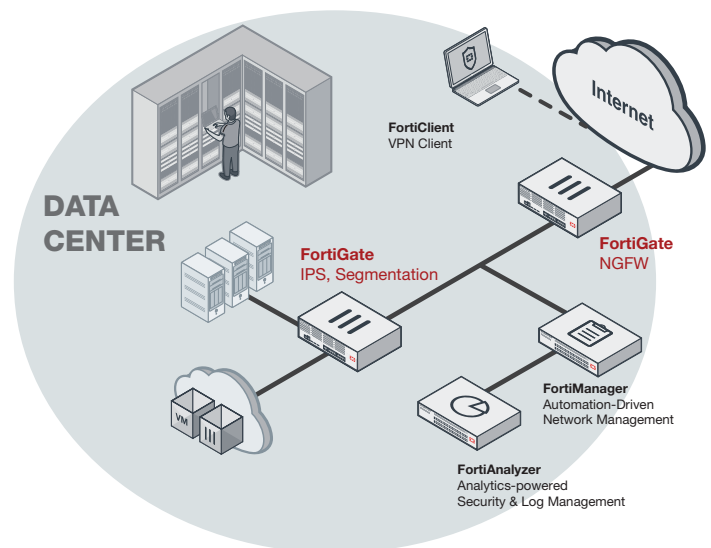 Internet
FortiClient
VPN Client
DATA
CENTER
FortiGate
IPS, Segmentation
FortiGate
NGFW
VM
FortiManager
Automation-Driven
Network Management
FortiAnalyzer
Analytics-powered
Security & Log Management